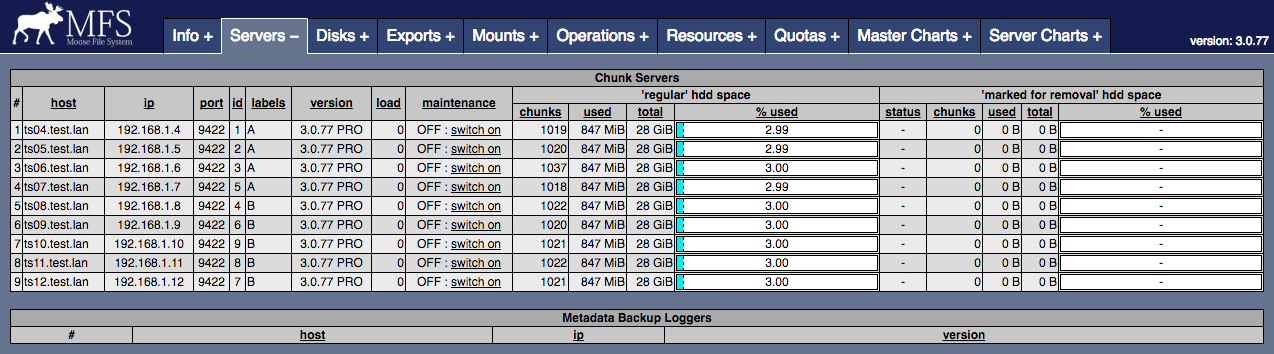 MFS
Moose File System
Info + Servers – Disks + Exports + Mounts + Operations + Resources + Quotas + Master Charts + Server Charts +
version: 3.0.77
Chunk Servers
# host ip port id labels version load maintenance 'regular' hdd space 'marked for removal' hdd space
chunks used total % used status chunks used total % used
1 ts04.test.lan 192.168.1.4 9422 1 A 3.0.77 PRO 0 OFF : switch on 1019 847 MiB 28 GiB 2.99 - 0 0 B 0 B -
2 ts05.test.lan 192.168.1.5 9422 2 A 3.0.77 PRO 0 OFF : switch on 1020 847 MiB 28 GiB 2.99 - 0 0 B 0 B -
3 ts06.test.lan 192.168.1.6 9422 3 A 3.0.77 PRO 0 OFF : switch on 1037 847 MiB 28 GiB 3.00 - 0 0 B 0 B -
4 ts07.test.lan 192.168.1.7 9422 5 A 3.0.77 PRO 0 OFF : switch on 1018 847 MiB 28 GiB 2.99 - 0 0 B 0 B -
5 ts08.test.lan 192.168.1.8 9422 4 B 3.0.77 PRO 0 OFF : switch on 1022 847 MiB 28 GiB 3.00 - 0 0 B 0 B -
6 ts09.test.lan 192.168.1.9 9422 6 B 3.0.77 PRO 0 OFF : switch on 1020 847 MiB 28 GiB 3.00 - 0 0 B 0 B -
7 ts10.test.lan 192.168.1.10 9422 9 B 3.0.77 PRO 0 OFF : switch on 1021 847 MiB 28 GiB 3.00 - 0 0 B 0 B -
8 ts11.test.lan 192.168.1.11 9422 8 B 3.0.77 PRO 0 OFF : switch on 1022 847 MiB 28 GiB 3.00 - 0 0 B 0 B -
9 ts12.test.lan 192.168.1.12 9422 7 B 3.0.77 PRO 0 OFF : switch on 1021 847 MiB 28 GiB 3.00 - 0 0 B 0 B -
Metadata Backup Loggers
# host ip version